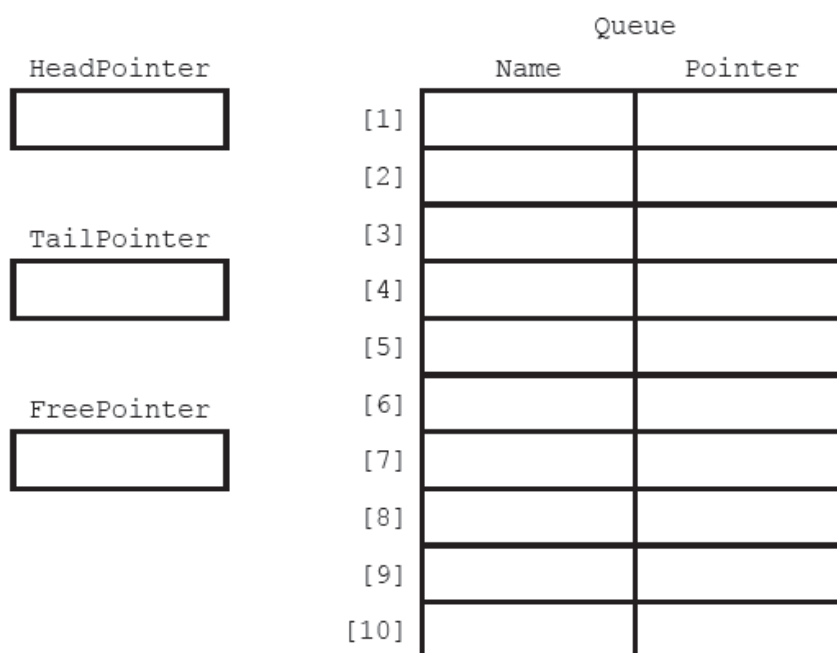 Queue
HeadPointer
Name Pointer
[1]
[2]
TailPointer
[3]
[4]
[5]
FreePointer
[6]
[7]
[8]
[9]
[10]